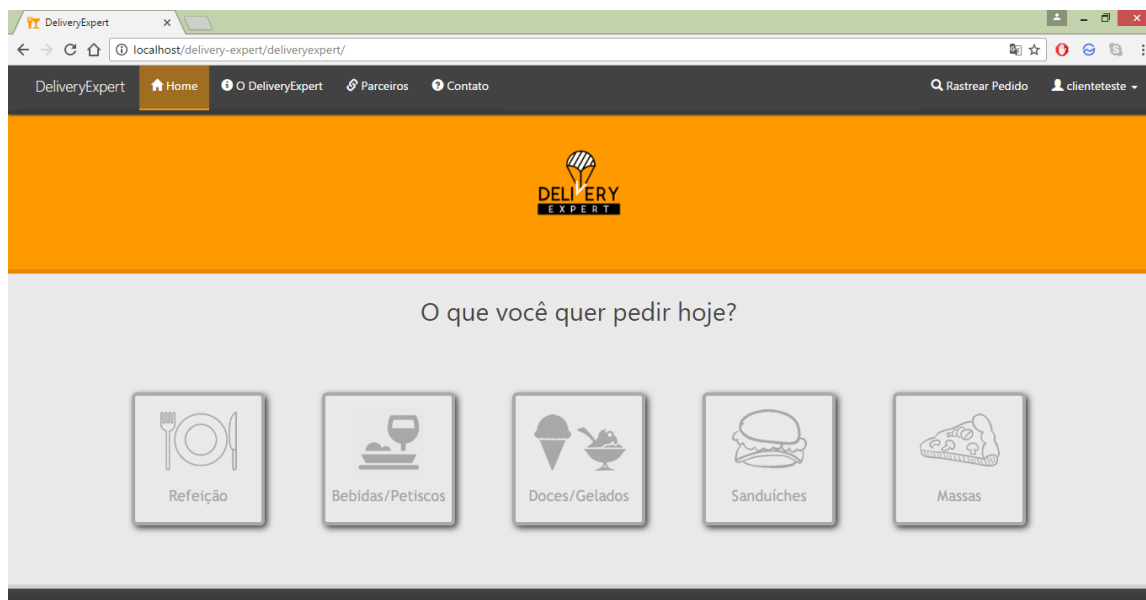 DeliveryExpert
localhost/delivery-expert/deliveryexpert/
DeliveryExpert Home O DeliveryExpert Parceiros Contato Rastrear Pedido clienteteste
DELIVERY
EXPERT
O que você quer pedir hoje?
Refeição Bebidas/Petiscos Doces/Gelados Sanduíches Massas